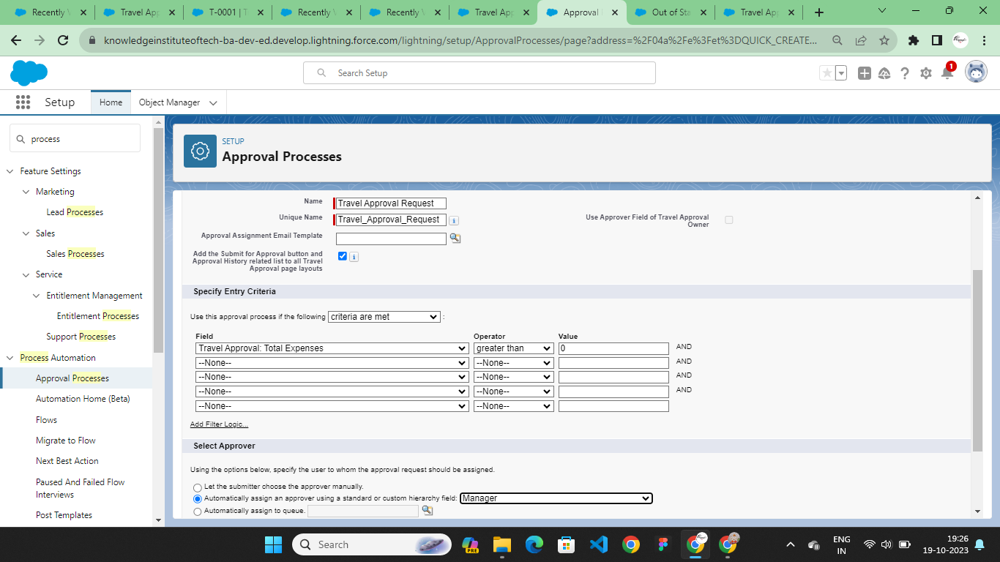 Recently V
Travel App
T-0001 | T
Recently V
Recently V
Travel App
Approval
Out of Sta
Travel App
knowledgeinstituteoftech-ba-dev-ed.develop.lightning.force.com/lightning/setup/ApprovalProcesses/page?address=%2F04a%2Fe%3Fet%3DQUICK_CREATE...
Search Setup
1
Setup
Home
Object Manager
process
Feature Settings
Marketing
Lead Processes
Sales
Sales Processes
Service
Entitlement Management
Entitlement Processes
Support Processes
Process Automation
Approval Processes
Automation Home (Beta)
Flows
Migrate to Flow
Next Best Action
Paused And Failed Flow
Interviews
Post Templates
SETUP
Approval Processes
Name
Travel Approval Request
Unique Name
Travel_Approval_Request
Use Approver Field of Travel Approval
Owner
Approval Assignment Email Template
Add the Submit for Approval button and
Approval History related list to all Travel
Approval page layouts
Specify Entry Criteria
Use this approval process if the following criteria are met :
Field Operator Value
Travel Approval: Total Expenses greater than 0 AND
--None-- --None-- AND
--None-- --None-- AND
--None-- --None-- AND
--None-- --None--
Add Filter Logic...
Select Approver
Using the options below, specify the user to whom the approval request should be assigned.
Let the submitter choose the approver manually.
Automatically assign an approver using a standard or custom hierarchy field: Manager
Automatically assign to queue.
Search
PRE
ENG
IN
19:26
19-10-2023